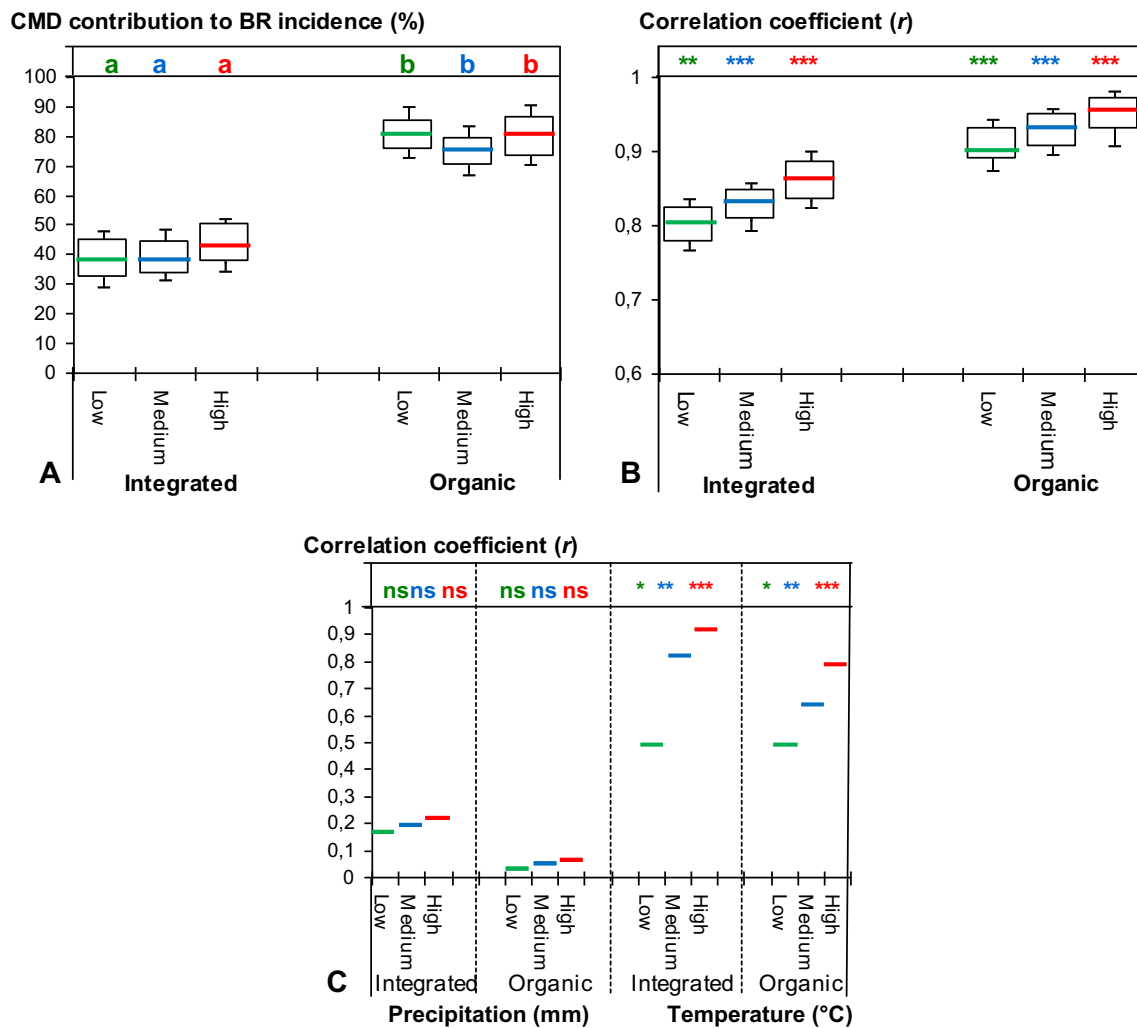 CMD contribution to BR incidence (%)
a a a b b b
100
90
80
70
60
50
40
30
20
10
0
Low Medium High Low Medium High
A Integrated Organic
Correlation coefficient (r)
** *** *** *** *** ***
1
0,9
0,8
0,7
0,6
Low Medium High Low Medium High
B Integrated Organic
Correlation coefficient (r)
ns ns ns ns ns ns * ** *** * ** ***
1
0,9
0,8
0,7
0,6
0,5
0,4
0,3
0,2
0,1
0
Low Medium High Low Medium High Low Medium High Low Medium High
C Integrated Organic Integrated Organic
Precipitation (mm) Temperature (°C)